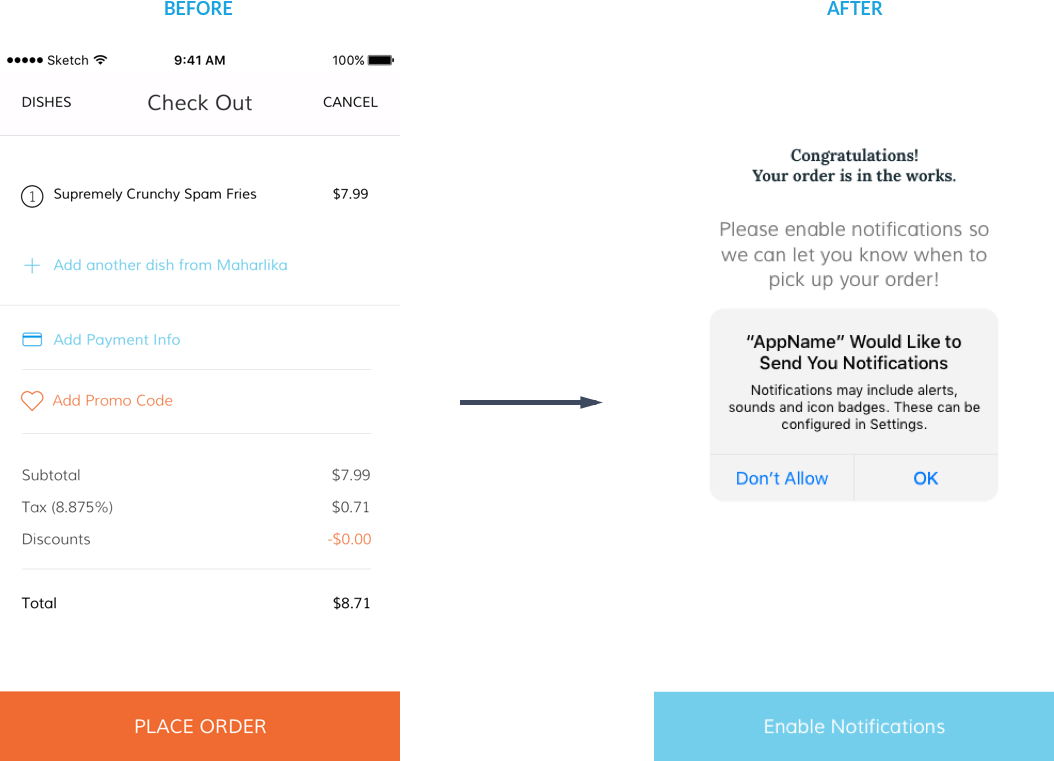 BEFORE
Sketch 9:41 AM 100%
DISHES Check Out CANCEL
1 Supremely Crunchy Spam Fries $7.99
Add another dish from Maharlika
Add Payment Info
Add Promo Code
Subtotal $7.99
Tax (8.875%) $0.71
Discounts -$0.00
Total $8.71
PLACE ORDER
AFTER
Congratulations!
Your order is in the works.
Please enable notifications so
we can let you know when to
pick up your order!
“AppName” Would Like to
Send You Notifications
Notifications may include alerts,
sounds and icon badges. These can be
configured in Settings.
Don’t Allow OK
Enable Notifications